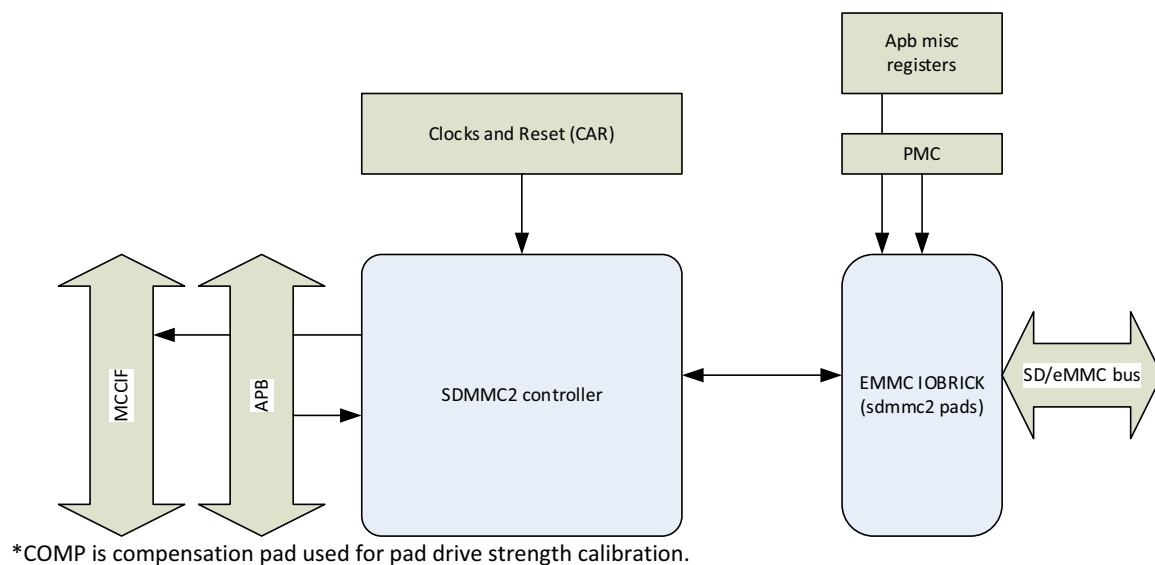 Apb misc
registers
Clocks and Reset (CAR)
PMC
MCCIF
APB
SDMMC2 controller
EMMC IOBRICK
(sdmmc2 pads)
SD/eMMC bus
*COMP is compensation pad used for pad drive strength calibration.